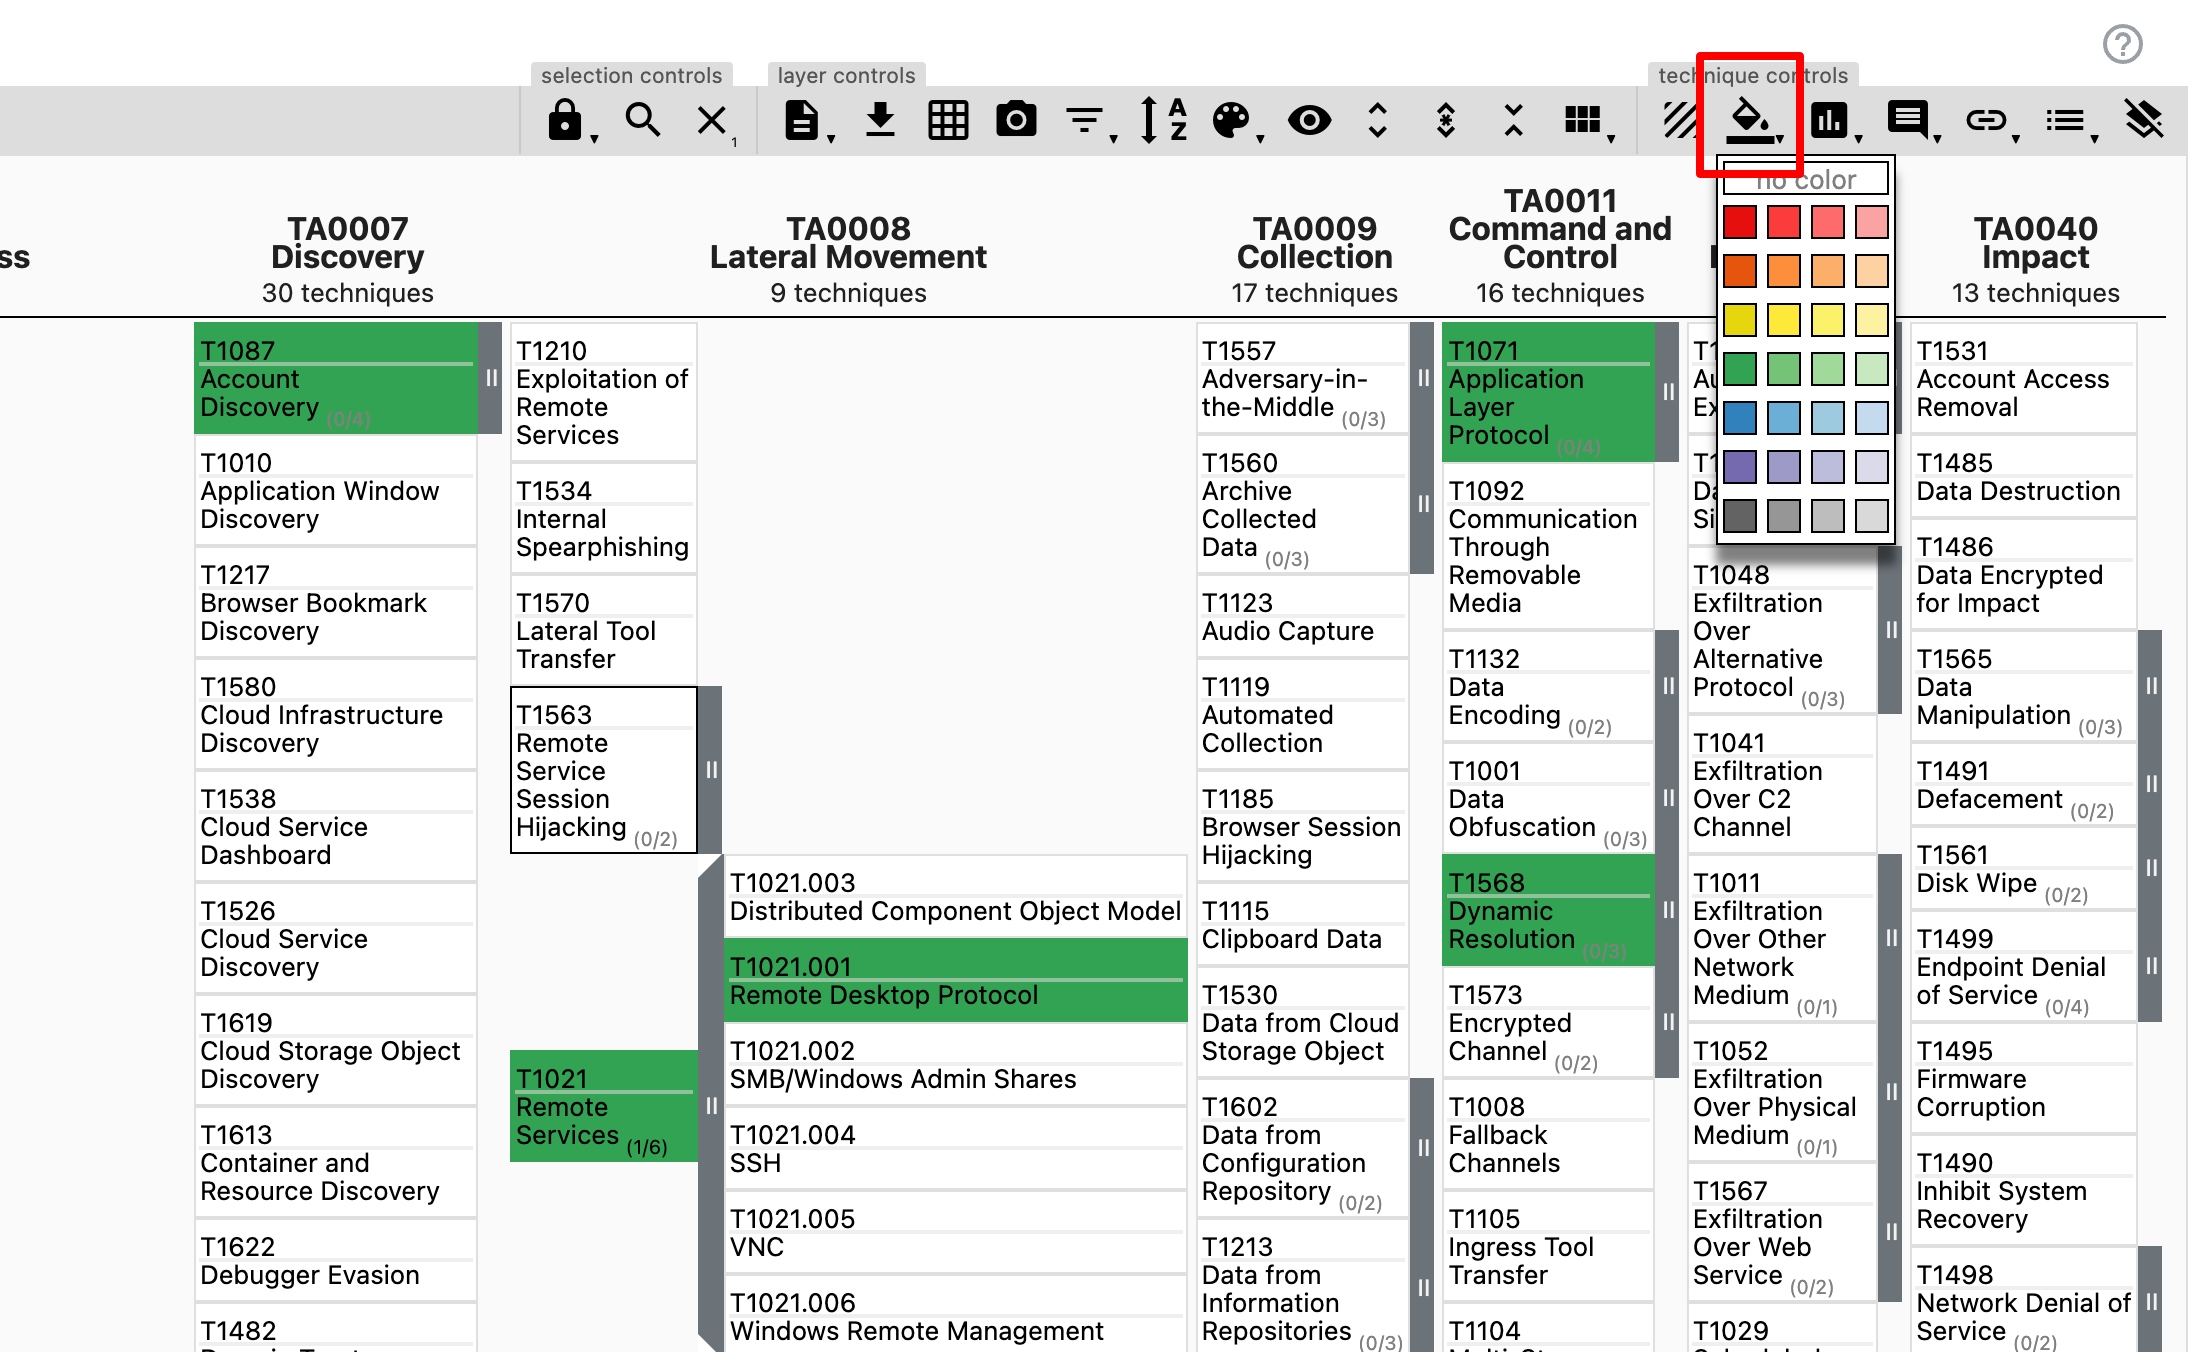 selection controls
layer controls
technique controls
1
A
Z
no color
ss
TA0007
Discovery
30 techniques
T1087
Account
Discovery (0/4)
T1010
Application Window
Discovery
T1217
Browser Bookmark
Discovery
T1580
Cloud Infrastructure
Discovery
T1538
Cloud Service
Dashboard
T1526
Cloud Service
Discovery
T1619
Cloud Storage Object
Discovery
T1613
Container and
Resource Discovery
T1622
Debugger Evasion
T1482
TA0008
Lateral Movement
9 techniques
T1210
Exploitation of
Remote
Services
T1534
Internal
Spearphishing
T1570
Lateral Tool
Transfer
T1563
Remote
Service
Session
Hijacking (0/2)
T1021
Remote
Services (1/6)
T1021.003
Distributed Component Object Model
T1021.001
Remote Desktop Protocol
T1021.002
SMB/Windows Admin Shares
T1021.004
SSH
T1021.005
VNC
T1021.006
Windows Remote Management
TA0009
Collection
17 techniques
T1557
Adversary-in-
the-Middle (0/3)
T1560
Archive
Collected
Data (0/3)
T1123
Audio Capture
T1119
Automated
Collection
T1185
Browser Session
Hijacking
T1115
Clipboard Data
T1530
Data from Cloud
Storage Object
T1602
Data from
Configuration
Repository (0/2)
T1213
Data from
Information
Repositories (0/3)
TA0011
Command and
Control
16 techniques
T1071
Application
Layer
Protocol (0/4)
T1092
Communication
Through
Removable
Media
T1132
Data
Encoding (0/2)
T1001
Data
Obfuscation (0/3)
T1568
Dynamic
Resolution (0/3)
T1573
Encrypted
Channel (0/2)
T1008
Fallback
Channels
T1105
Ingress Tool
Transfer
T1104
T1048
Exfiltration
Over
Alternative
Protocol (0/3)
T1041
Exfiltration
Over C2
Channel
T1011
Exfiltration
Over Other
Network
Medium (0/1)
T1052
Exfiltration
Over Physical
Medium (0/1)
T1567
Exfiltration
Over Web
Service (0/2)
T1029
TA0040
Impact
13 techniques
T1531
Account Access
Removal
T1485
Data Destruction
T1486
Data Encrypted
for Impact
T1565
Data
Manipulation (0/3)
T1491
Defacement (0/2)
T1561
Disk Wipe (0/2)
T1499
Endpoint Denial
of Service (0/4)
T1495
Firmware
Corruption
T1490
Inhibit System
Recovery
T1498
Network Denial of
Service (0/2)